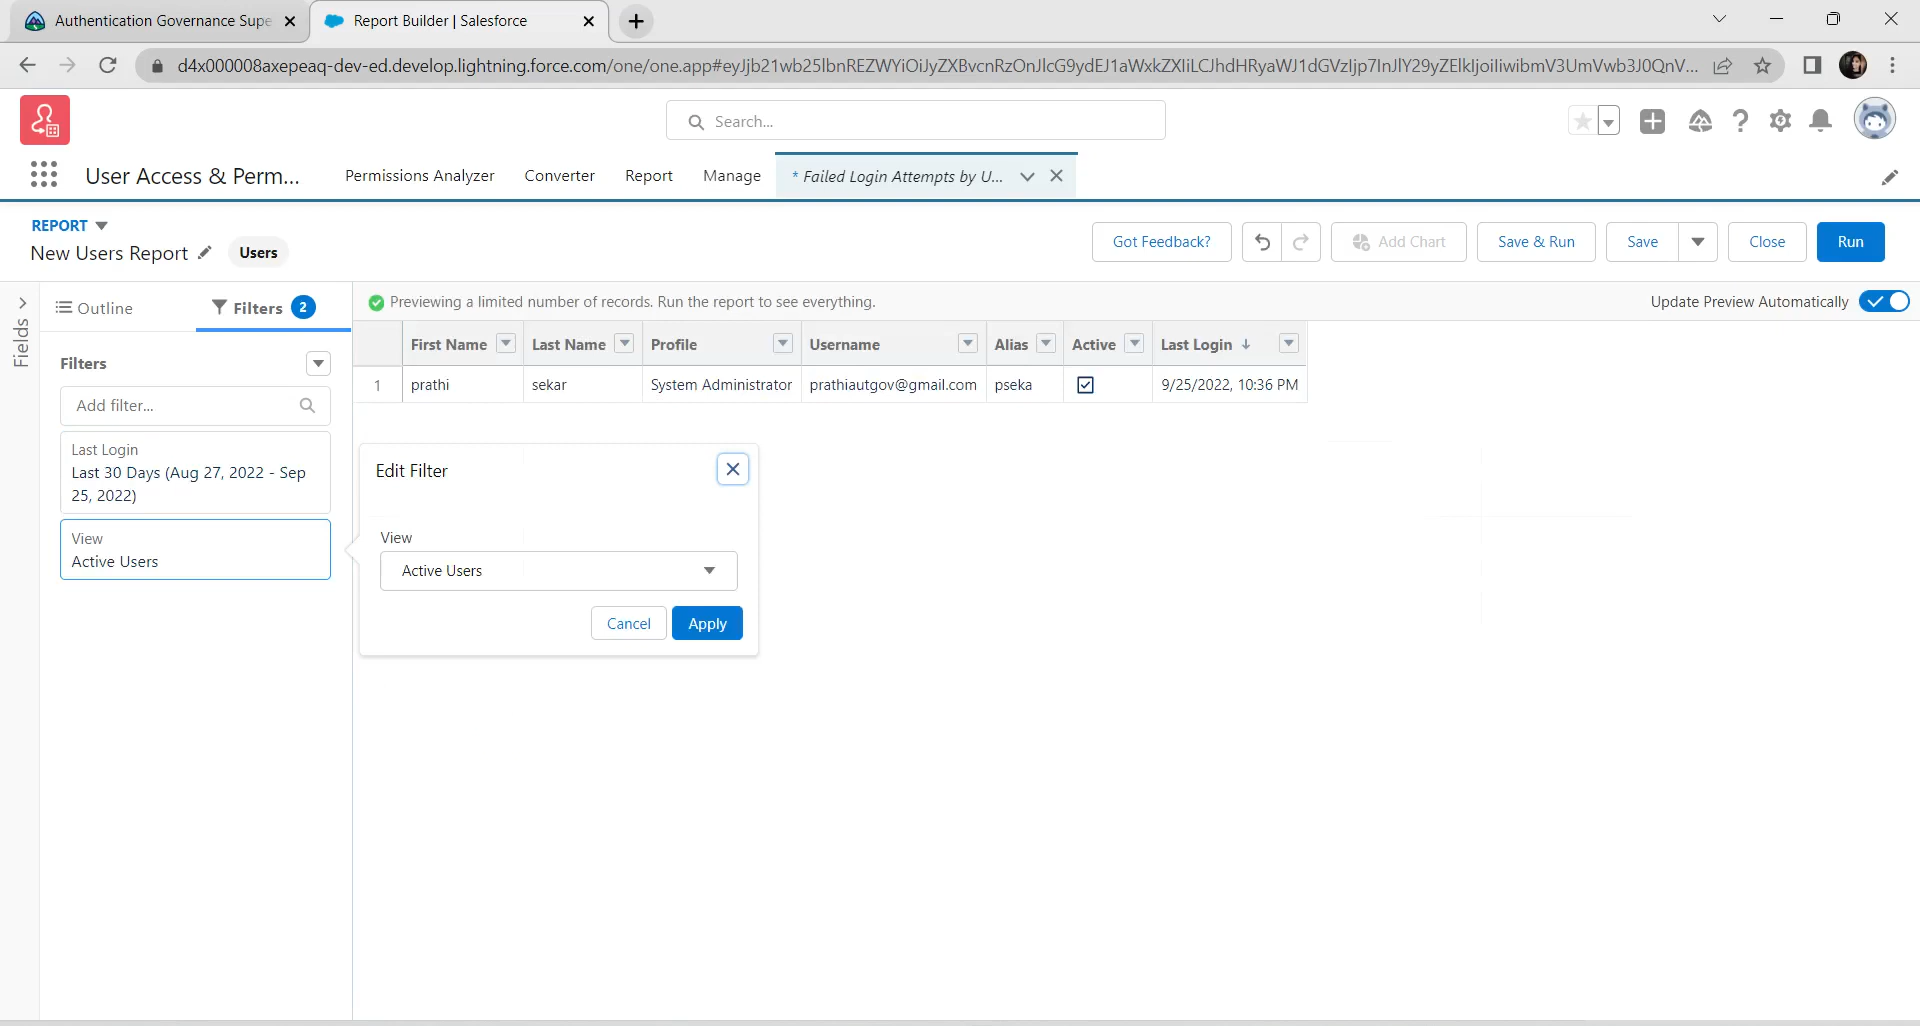 Authentication Governance Supe
Report Builder | Salesforce
d4x000008axepeaq-dev-ed.develop.lightning.force.com/one/one.app#eyJjb21wb25lbnREZWYiOiJyZXBvcnRzOnJlcG9ydEJ1aWxkZXIiLCJhdHRyaWJ1dGVzIjp7InJlY29yZElkIjoiIiwibmV3UmVwb3J0QnV...
Search...
User Access & Perm...
Permissions Analyzer
Converter
Report
Manage
* Failed Login Attempts by U...
REPORT
New Users Report
Users
Got Feedback?
Add Chart
Save & Run
Save
Close
Run
Fields
Outline
Filters 2
Previewing a limited number of records. Run the report to see everything.
Update Preview Automatically
Filters
Add filter...
Last Login
Last 30 Days (Aug 27, 2022 - Sep
25, 2022)
View
Active Users
First Name Last Name Profile Username Alias Active Last Login
1 prathi sekar System Administrator prathiautgov@gmail.com pseka 9/25/2022, 10:36 PM
Edit Filter
View
Active Users
Cancel
Apply